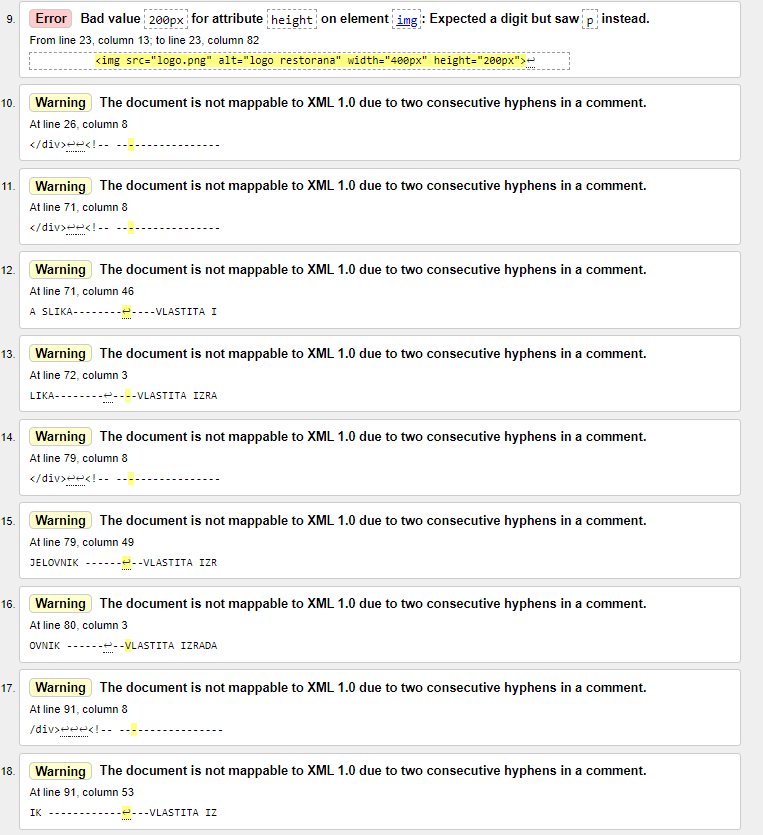 9. Error Bad value 200px for attribute height on element img: Expected a digit but saw p instead.
From line 23, column 13; to line 23, column 82
<img src="logo.png" alt="logo restorana" width="400px" height="200px">↩
10. Warning The document is not mappable to XML 1.0 due to two consecutive hyphens in a comment.
At line 26, column 8
</div>↩↩<!-- ------------------
11. Warning The document is not mappable to XML 1.0 due to two consecutive hyphens in a comment.
At line 71, column 8
</div>↩↩<!-- ------------------
12. Warning The document is not mappable to XML 1.0 due to two consecutive hyphens in a comment.
At line 71, column 46
A SLIKA--------↩----VLASTITA I
13. Warning The document is not mappable to XML 1.0 due to two consecutive hyphens in a comment.
At line 72, column 3
LIKA--------↩----VLASTITA IZRA
14. Warning The document is not mappable to XML 1.0 due to two consecutive hyphens in a comment.
At line 79, column 8
</div>↩↩<!-- ------------------
15. Warning The document is not mappable to XML 1.0 due to two consecutive hyphens in a comment.
At line 79, column 49
JELOVNIK ------↩--VLASTITA IZR
16. Warning The document is not mappable to XML 1.0 due to two consecutive hyphens in a comment.
At line 80, column 3
OVNIK ------↩--VLASTITA IZRADA
17. Warning The document is not mappable to XML 1.0 due to two consecutive hyphens in a comment.
At line 91, column 8
/div>↩↩↩<!-- ------------------
18. Warning The document is not mappable to XML 1.0 due to two consecutive hyphens in a comment.
At line 91, column 53
IK ------------↩---VLASTITA IZ